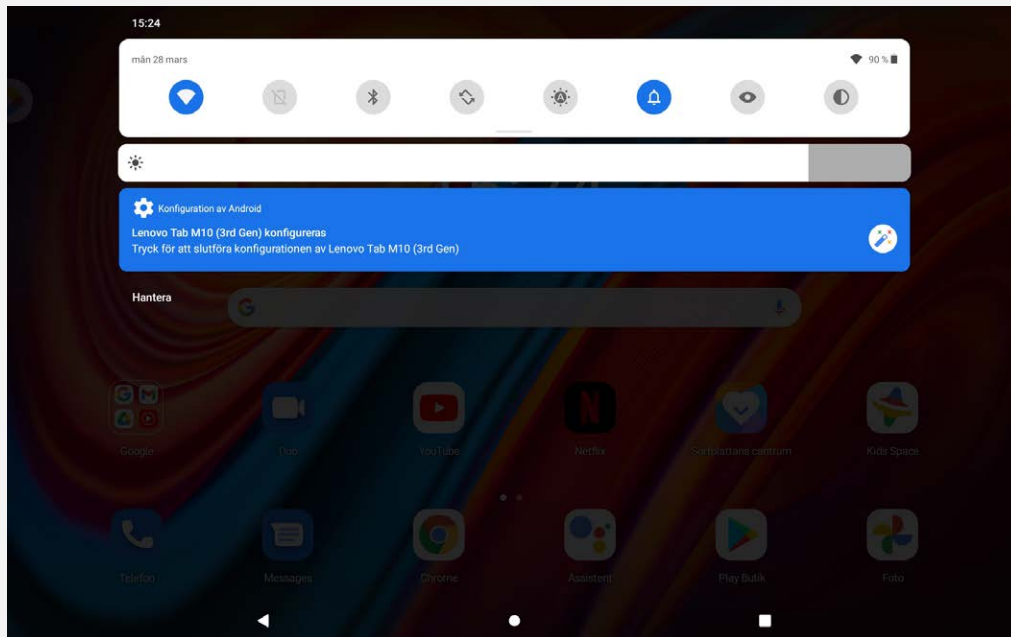 15:24
mån 28 mars
90 %
Konfiguration av Android
Lenovo Tab M10 (3rd Gen) konfigureras
Tryck för att slutföra konfigurationen av Lenovo Tab M10 (3rd Gen)
Hantera
Google
Duo
YouTube
Netflix
Surfplattans centrum
Kids Space
Telefon
Messages
Chrome
Assistent
Play Butik
Foto